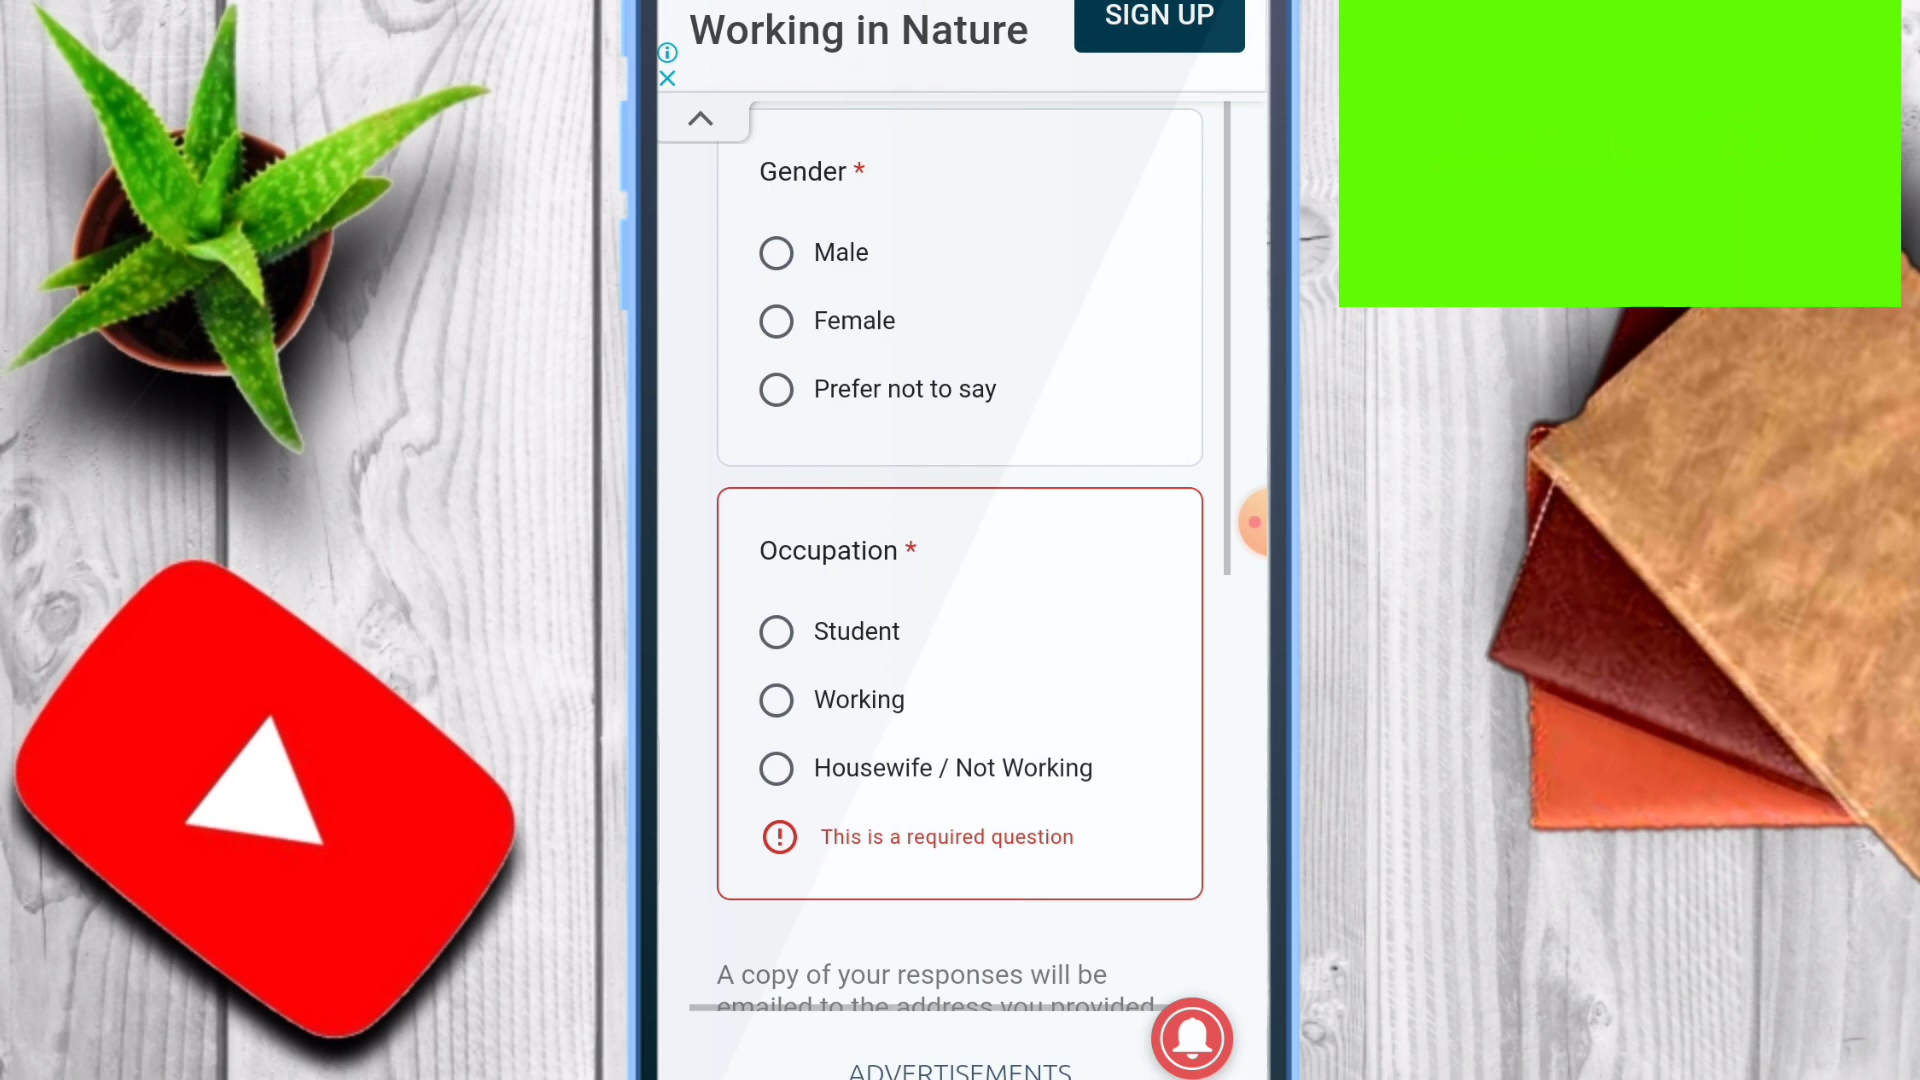 Working in Nature
SIGN UP
Gender *
Male
Female
Prefer not to say
Occupation *
Student
Working
Housewife / Not Working
This is a required question
A copy of your responses will be
emailed to the address you provided
ADVERTISEMENTS